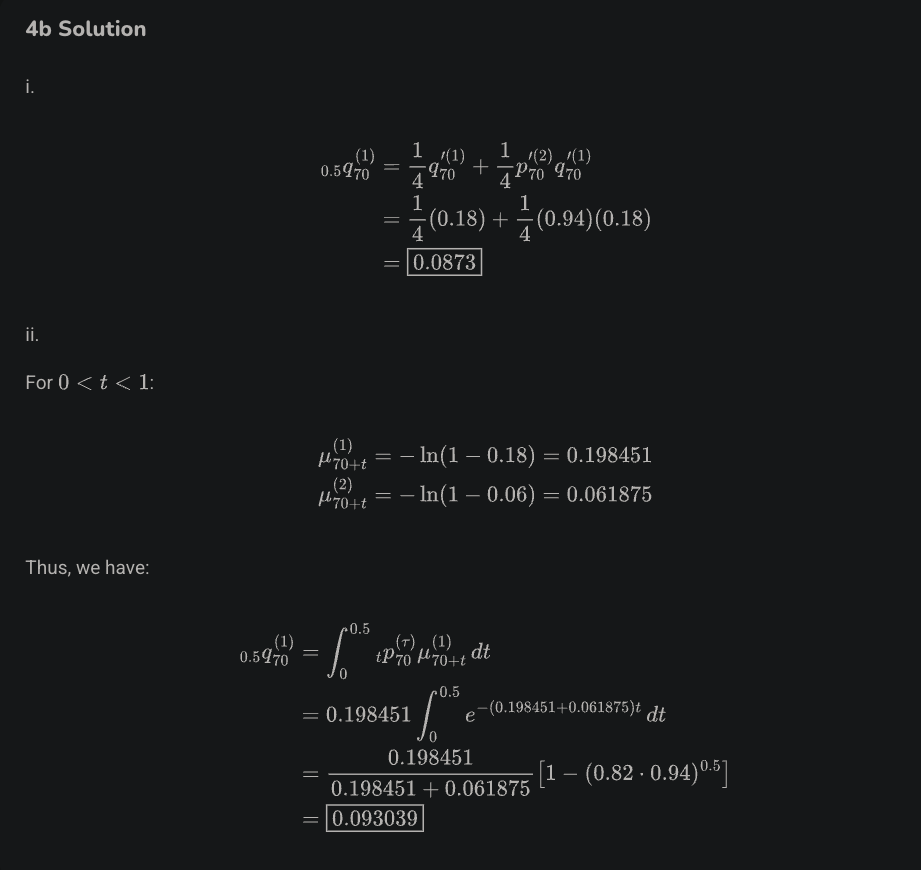 4b Solution
i.
$_{0.5}q_{70}^{(1)} = \frac{1}{4}q_{70}^{\prime(1)} + \frac{1}{4}p_{70}^{\prime(2)}q_{70}^{\prime(1)}$
$= \frac{1}{4}(0.18) + \frac{1}{4}(0.94)(0.18)$
$= \boxed{0.0873}$
ii.
For $0 < t < 1$:
$\mu_{70+t}^{(1)} = -\ln(1 - 0.18) = 0.198451$
$\mu_{70+t}^{(2)} = -\ln(1 - 0.06) = 0.061875$
Thus, we have:
$_{0.5}q_{70}^{(1)} = \int_0^{0.5} {}_tp_{70}^{(\tau)}\mu_{70+t}^{(1)}\,dt$
$= 0.198451\int_0^{0.5} e^{-(0.198451+0.061875)t}\,dt$
$= \frac{0.198451}{0.198451 + 0.061875}\left[1 - (0.82 \cdot 0.94)^{0.5}\right]$
$= \boxed{0.093039}$